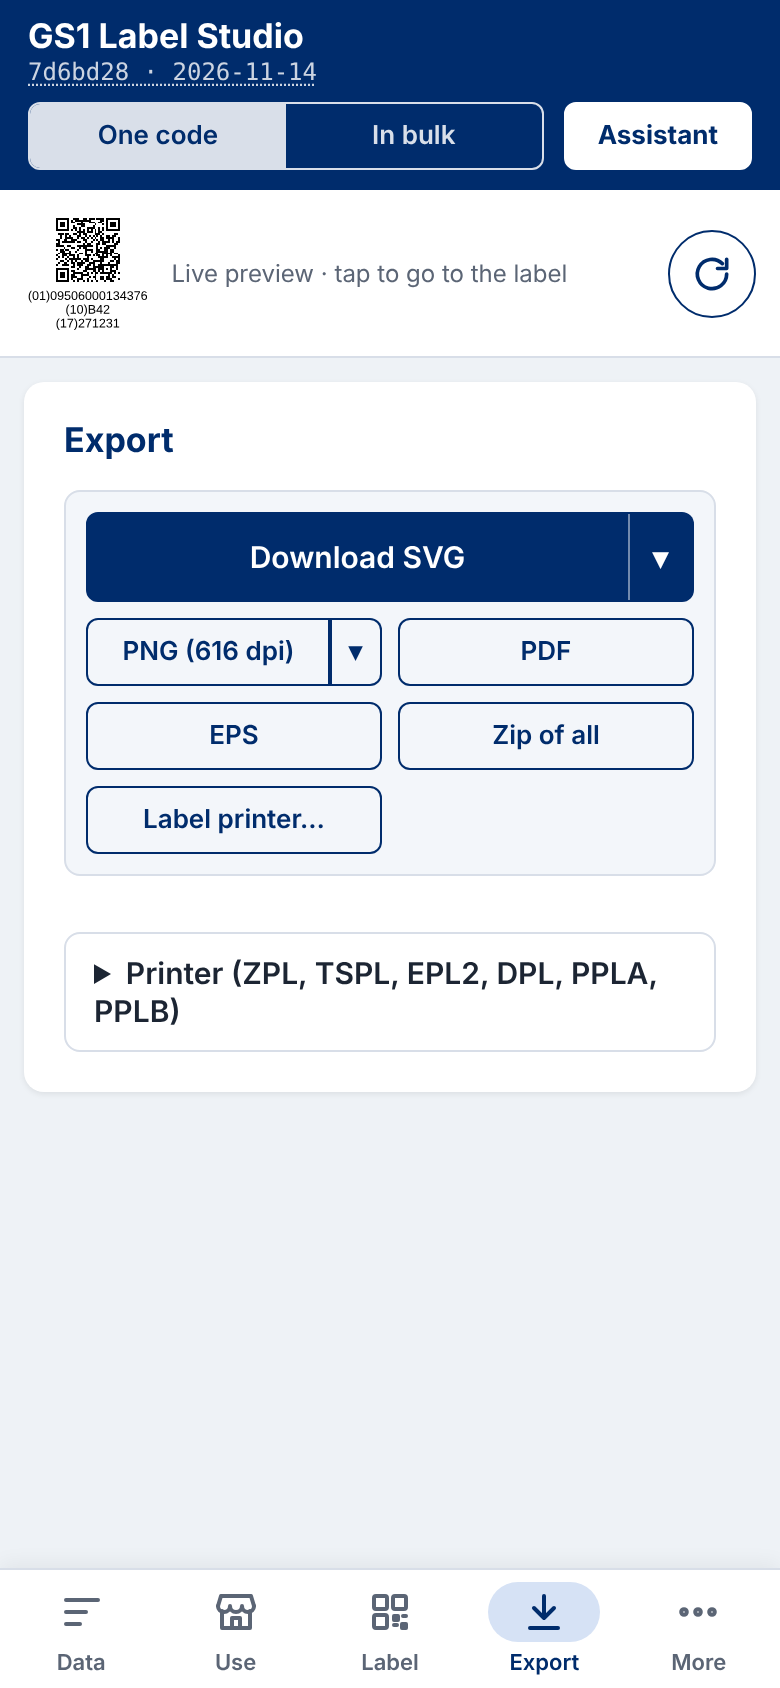 GS1 Label Studio
7d6bd28 · 2026-11-14
One code
In bulk
Assistant
(01)09506000134376
(10)B42
(17)271231
Live preview · tap to go to the label
Export
Download SVG
▼
PNG (616 dpi)
▼
PDF
EPS
Zip of all
Label printer...
▶ Printer (ZPL, TSPL, EPL2, DPL, PPLA,
PPLB)
Data
Use
Label
Export
More